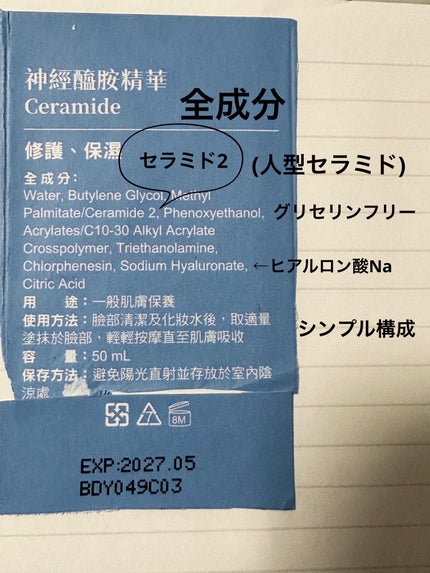 神經醯胺精華
Ceramide
全成分
修護、保濕
セラミド2
(人型セラミド)
全成分:
Water, Butylene Glycol, Methyl
Palmitate/Ceramide 2, Phenoxyethanol,
グリセリンフリー
Acrylates/C10-30 Alkyl Acrylate
Crosspolymer, Triethanolamine,
Chlorphenesin, Sodium Hyaluronate,
←ヒアルロン酸Na
Citric Acid
用 途:一般肌膚保養
使用方法:臉部清潔及化妝水後,取適量
塗抹於臉部,輕輕按摩直至肌膚吸收
シンプル構成
容 量:50 mL
保存方法:避免陽光直射並存放於室內陰
涼處
8M
EXP:2027.05
BDY049C03